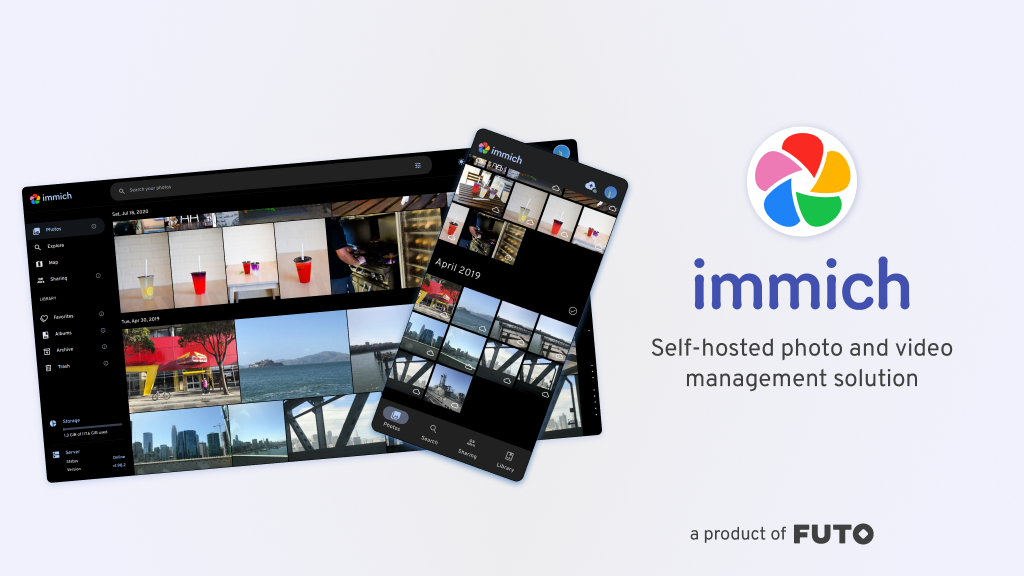 immich
Search your photos
Photos
Explore
Map
Sharing
LIBRARY
Favorites
Albums
Archive
Trash
Storage
Server
Status
Online
Version
Sat, Jul 18, 2020
Tue, Apr 30, 2019
immich
April 2019
Photos
Search
Sharing
Library
immich
Self-hosted photo and video
management solution
a product of FUTO